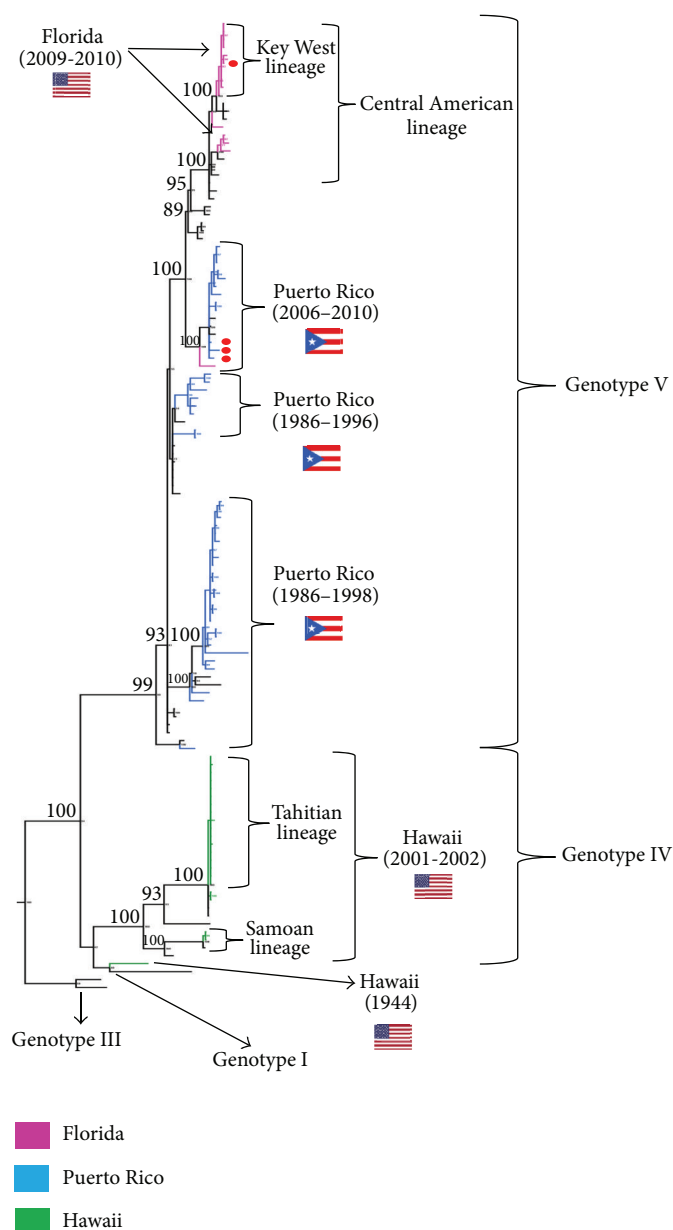 Florida
(2009-2010)
Key West
lineage
100
Central American
lineage
100
95
89
100
Puerto Rico
(2006–2010)
100
Genotype V
Puerto Rico
(1986–1996)
Puerto Rico
(1986–1998)
93 100
100
99
100
Tahitian
lineage
Hawaii
(2001-2002)
Genotype IV
100
93
100
Samoan
lineage
100
Hawaii
(1944)
Genotype III
Genotype I
Florida
Puerto Rico
Hawaii